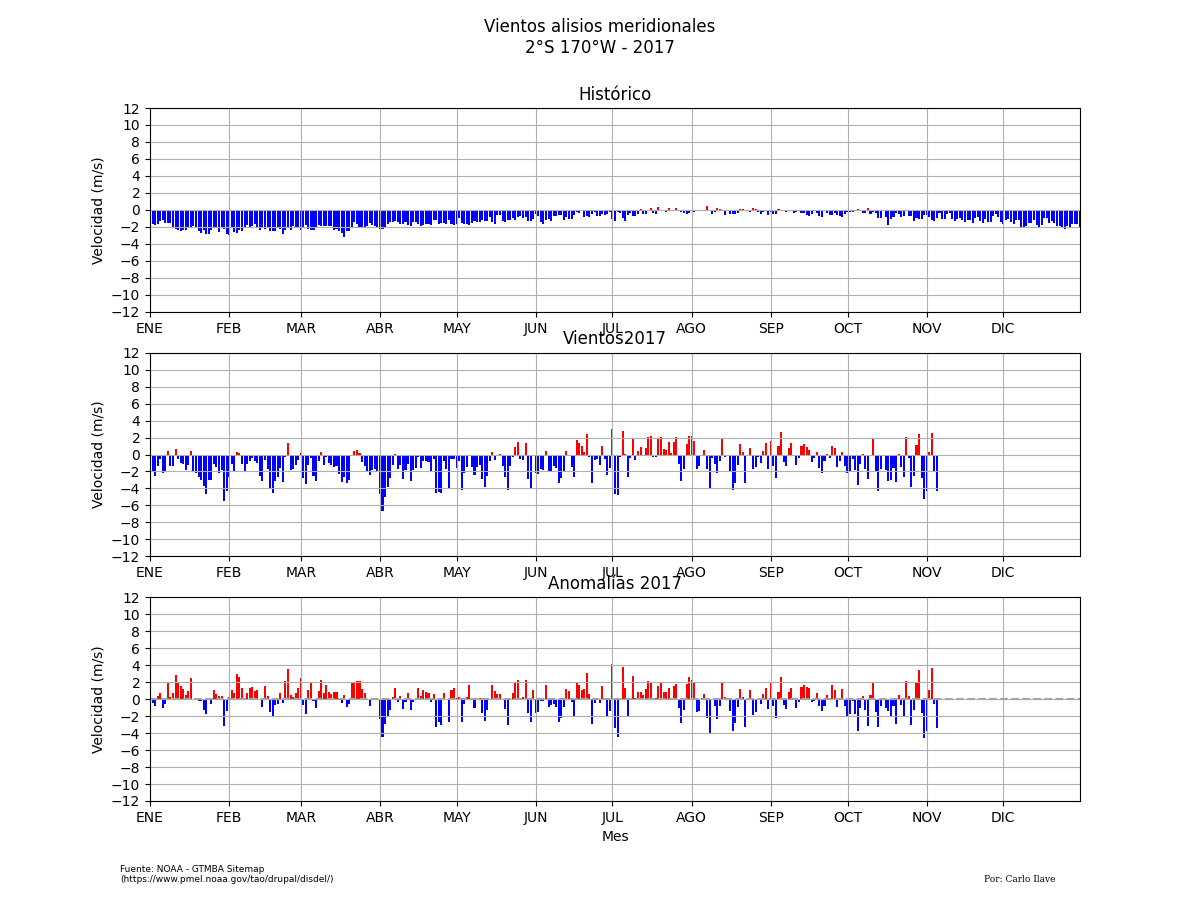 Vientos alisios meridionales
2°S 170°W - 2017
Histórico
12
10
8
6
4
2
0
−2
−4
−6
−8
−10
−12
Velocidad (m/s)
ENE FEB MAR ABR MAY JUN JUL AGO SEP OCT NOV DIC
Vientos2017
12
10
8
6
4
2
0
−2
−4
−6
−8
−10
−12
Velocidad (m/s)
ENE FEB MAR ABR MAY JUN JUL AGO SEP OCT NOV DIC
Anomalías 2017
12
10
8
6
4
2
0
−2
−4
−6
−8
−10
−12
Velocidad (m/s)
ENE FEB MAR ABR MAY JUN JUL AGO SEP OCT NOV DIC
Mes
Fuente: NOAA - GTMBA Sitemap
(https://www.pmel.noaa.gov/tao/drupal/disdel/)
Por: Carlo Ilave